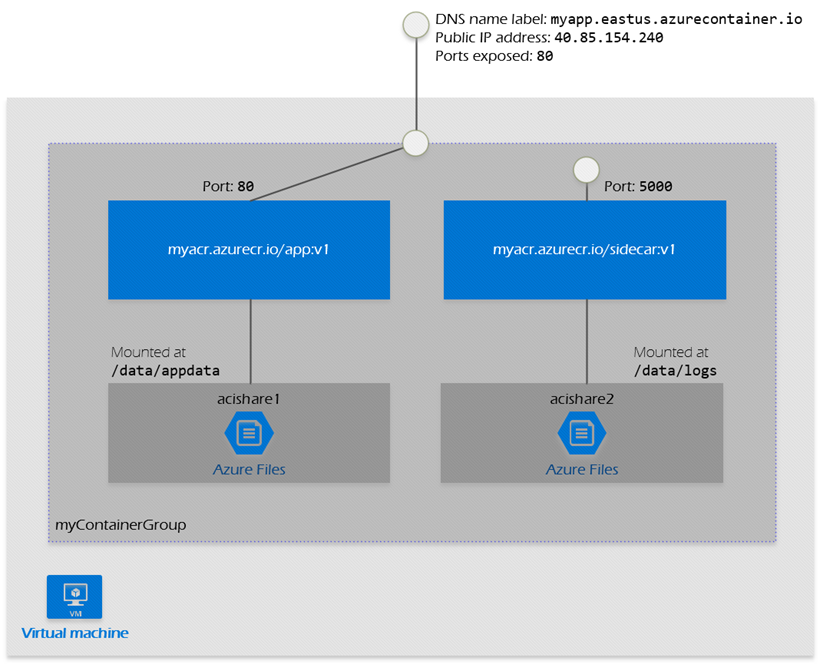 DNS name label: myapp.eastus.azurecontainer.io
Public IP address: 40.85.154.240
Ports exposed: 80
Port: 80
Port: 5000
myacr.azurecr.io/app:v1
myacr.azurecr.io/sidecar:v1
Mounted at
/data/appdata
Mounted at
/data/logs
acishare1
Azure Files
acishare2
Azure Files
myContainerGroup
VM
Virtual machine